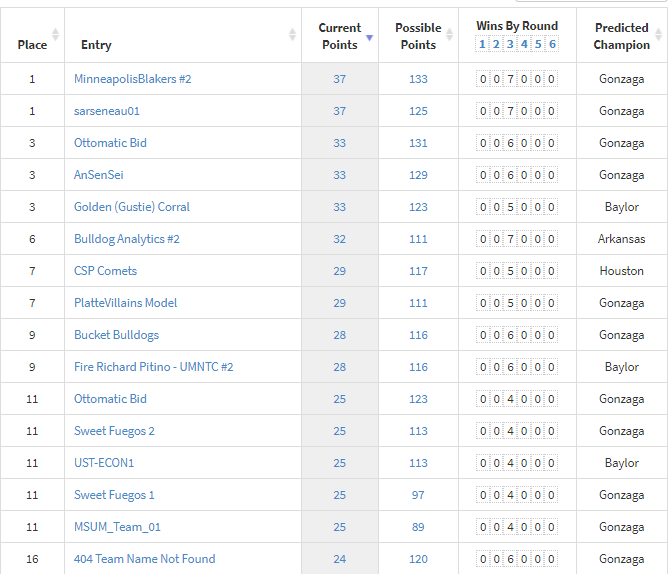 Place Entry Current Points Possible Points Wins By Round 1 2 3 4 5 6 Predicted Champion
1 MinneapolisBlakers #2 37 133 0 0 7 0 0 0 Gonzaga
1 sarseneau01 37 125 0 0 7 0 0 0 Gonzaga
3 Ottomatic Bid 33 131 0 0 6 0 0 0 Gonzaga
3 AnSenSei 33 129 0 0 6 0 0 0 Gonzaga
3 Golden (Gustie) Corral 33 123 0 0 5 0 0 0 Baylor
6 Bulldog Analytics #2 32 111 0 0 7 0 0 0 Arkansas
7 CSP Comets 29 117 0 0 5 0 0 0 Houston
7 PlatteVillains Model 29 111 0 0 5 0 0 0 Gonzaga
9 Bucket Bulldogs 28 116 0 0 6 0 0 0 Gonzaga
9 Fire Richard Pitino - UMNTC #2 28 116 0 0 6 0 0 0 Baylor
11 Ottomatic Bid 25 123 0 0 4 0 0 0 Gonzaga
11 Sweet Fuegos 2 25 113 0 0 4 0 0 0 Gonzaga
11 UST-ECON1 25 113 0 0 4 0 0 0 Baylor
11 Sweet Fuegos 1 25 97 0 0 4 0 0 0 Gonzaga
11 MSUM_Team_01 25 89 0 0 4 0 0 0 Gonzaga
16 404 Team Name Not Found 24 120 0 0 6 0 0 0 Gonzaga